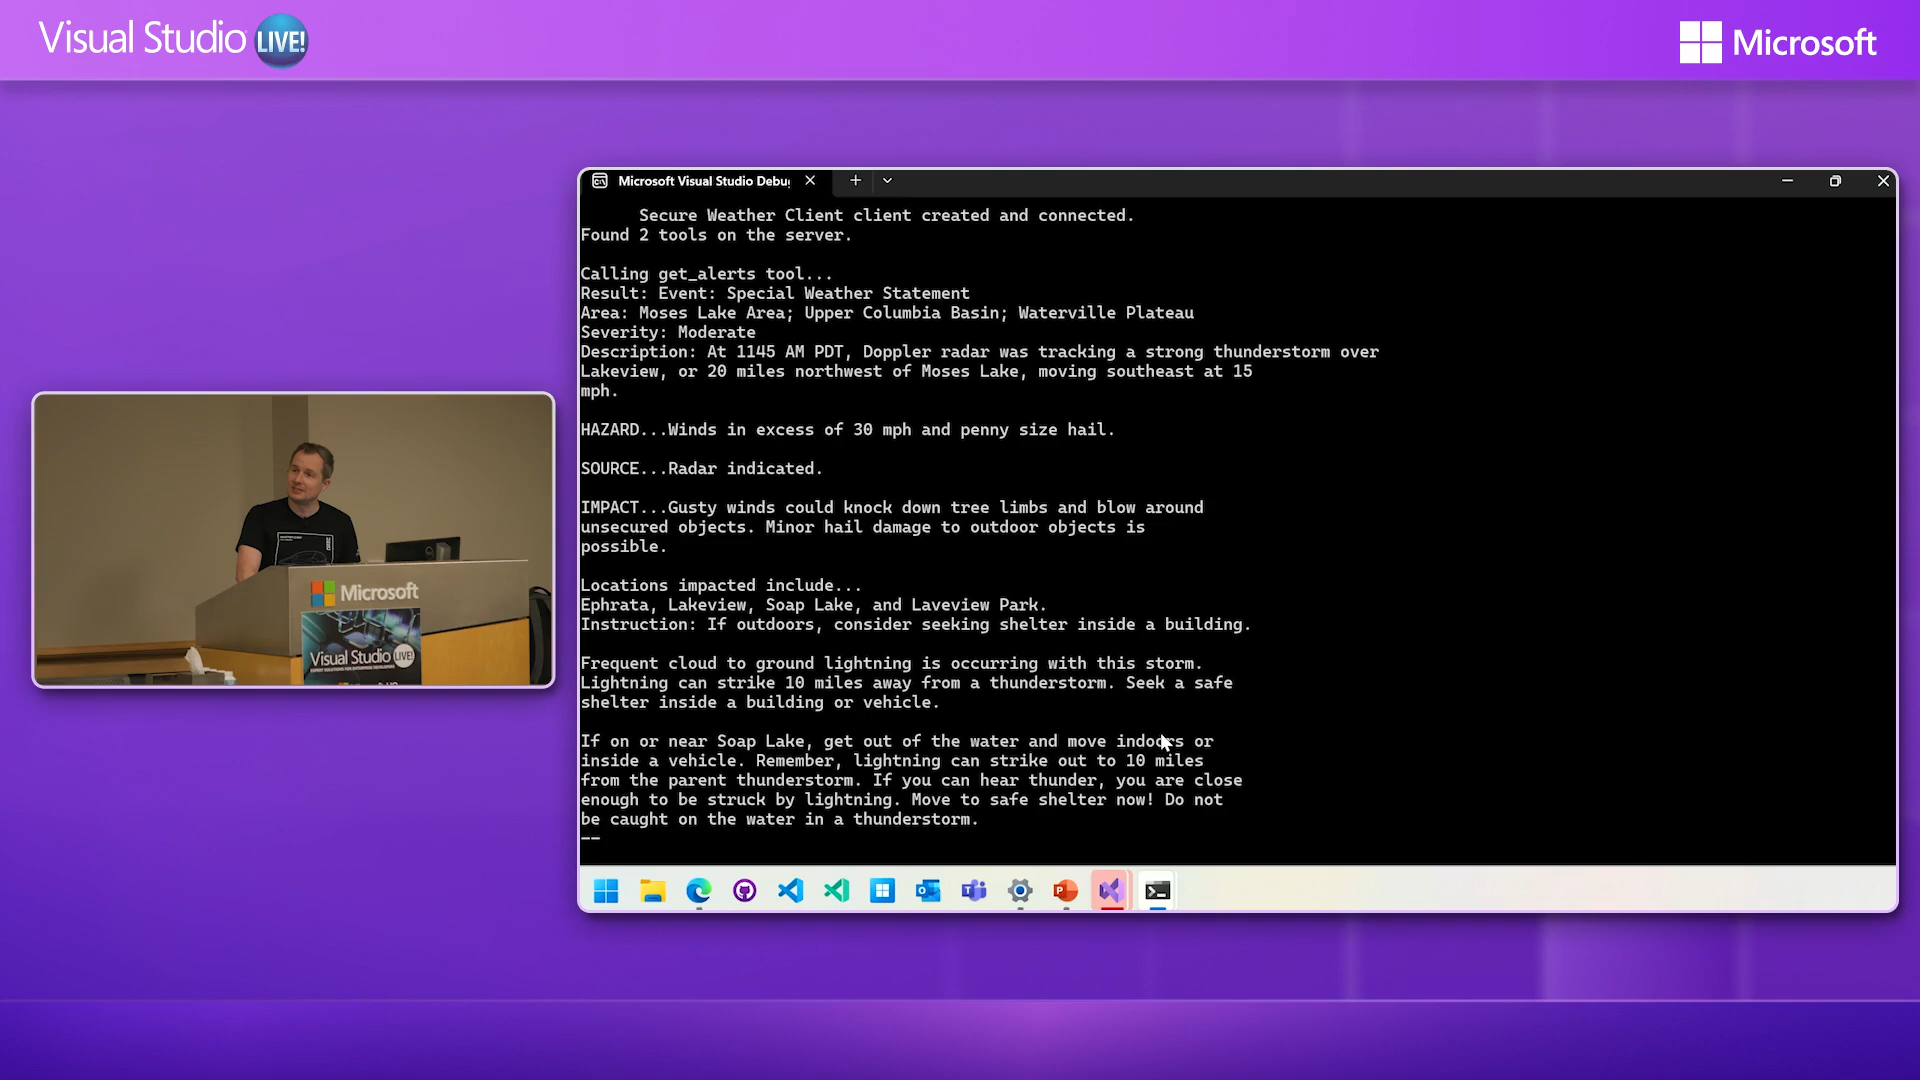 Visual Studio LIVE!
Microsoft
Microsoft Visual Studio Debu
Secure Weather Client client created and connected.
Found 2 tools on the server.
Calling get_alerts tool...
Result: Event: Special Weather Statement
Area: Moses Lake Area; Upper Columbia Basin; Waterville Plateau
Severity: Moderate
Description: At 1145 AM PDT, Doppler radar was tracking a strong thunderstorm over
Lakeview, or 20 miles northwest of Moses Lake, moving southeast at 15
mph.
HAZARD...Winds in excess of 30 mph and penny size hail.
SOURCE...Radar indicated.
IMPACT...Gusty winds could knock down tree limbs and blow around
unsecured objects. Minor hail damage to outdoor objects is
possible.
Locations impacted include...
Ephrata, Lakeview, Soap Lake, and Laveview Park.
Instruction: If outdoors, consider seeking shelter inside a building.
Frequent cloud to ground lightning is occurring with this storm.
Lightning can strike 10 miles away from a thunderstorm. Seek a safe
shelter inside a building or vehicle.
If on or near Soap Lake, get out of the water and move indoors or
inside a vehicle. Remember, lightning can strike out to 10 miles
from the parent thunderstorm. If you can hear thunder, you are close
enough to be struck by lightning. Move to safe shelter now! Do not
be caught on the water in a thunderstorm.
--
Microsoft
Visual Studio LIVE!